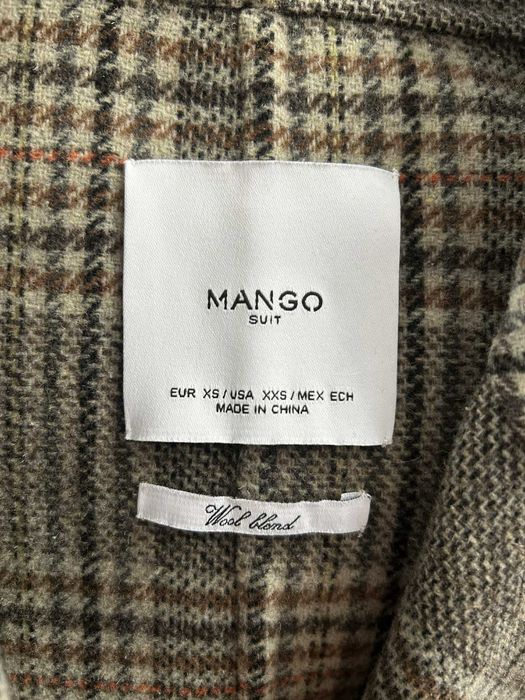 MANGO
SUIT
EUR XS / USA XXS / MEX ECH
MADE IN CHINA
Wool blend